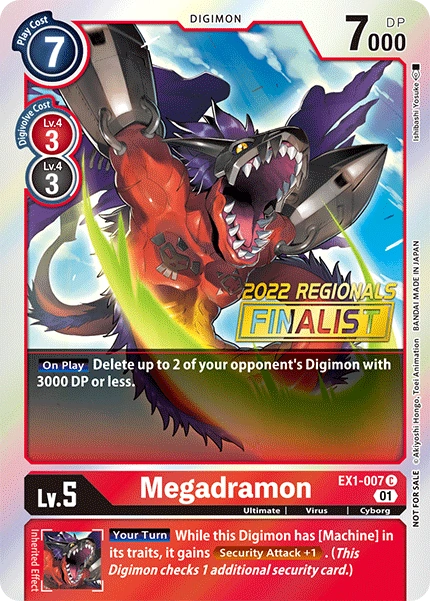 DIGIMON
Play Cost
7
DP
7000
Digivolve Cost
Lv.4
3
Lv.4
3
Ishibashi Yosuke
2022 REGIONALS
FINALIST
On Play Delete up to 2 of your opponent's Digimon with
3000 DP or less.
© Akiyoshi Hongo, Toei Animation BANDAI MADE IN JAPAN
NOT FOR SALE
Lv.5
Megadramon
EX1-007 C
01
Ultimate | Virus | Cyborg
Inherited Effect
Your Turn While this Digimon has [Machine] in
its traits, it gains Security Attack +1 . (This
Digimon checks 1 additional security card.)